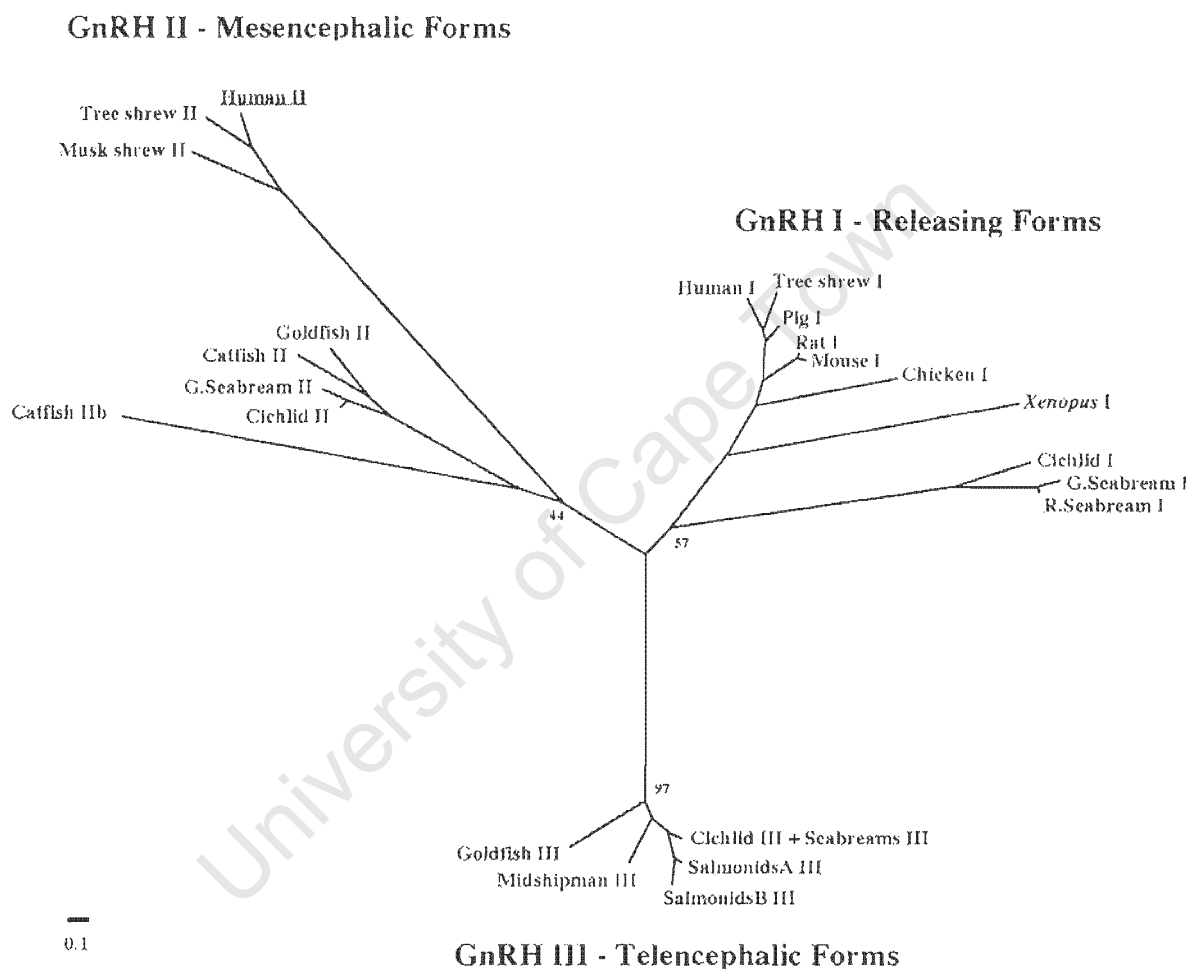 GnRH II - Mesencephalic Forms
Human II
Tree shrew II
Musk shrew II
GnRH I - Releasing Forms
Human I
Tree shrew I
Pig I
Rat I
Mouse I
Chicken I
Xenopus I
Goldfish II
Catfish II
G.Seabream II
Cichlid II
Catfish IIb
Cichlid I
G.Seabream I
R.Seabream I
44
57
97
Goldfish III
Midshipman III
Cichlid III + Seabreams III
SalmonidsA III
SalmonidsB III
0.1
GnRH III - Telencephalic Forms
University of Cape Town